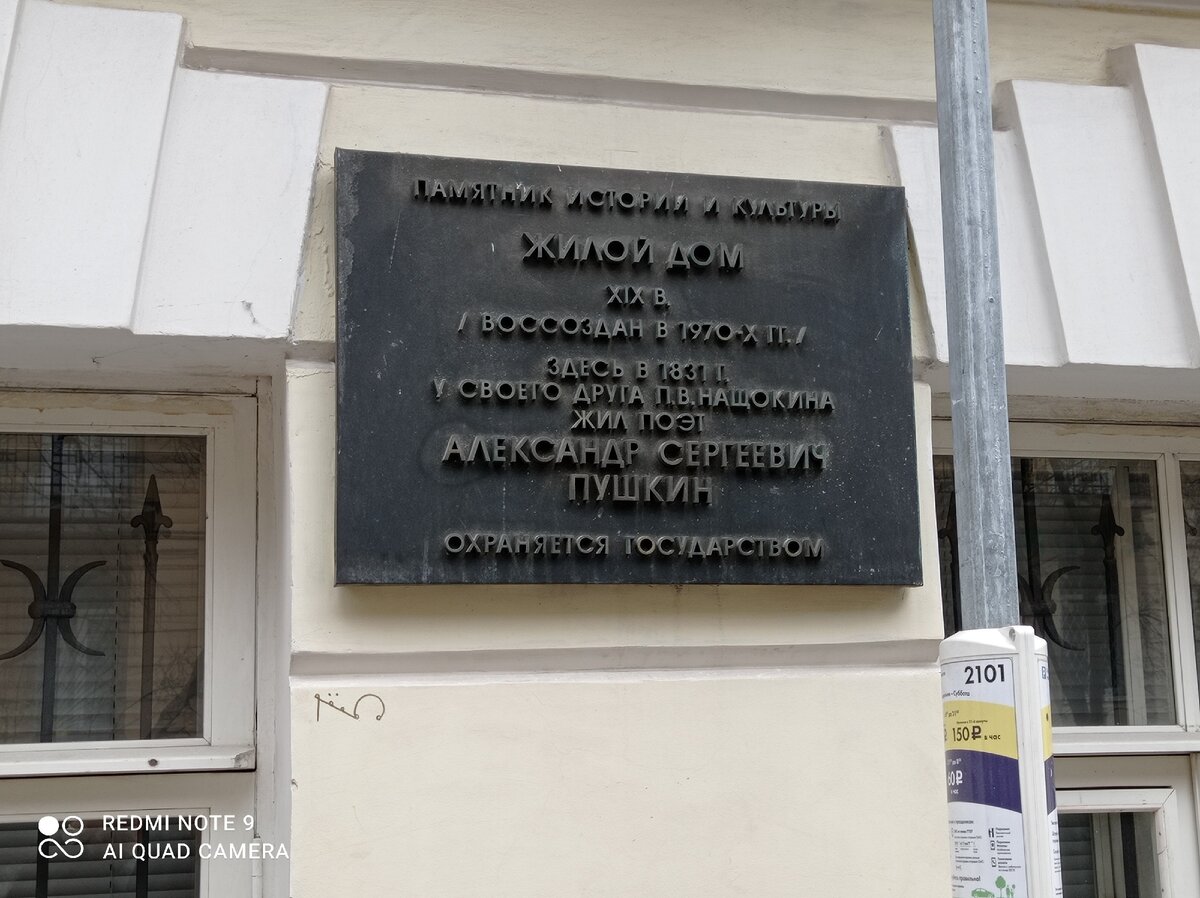 ПАМЯТНИК ИСТОРИИ И КУЛЬТУРЫ
ЖИЛОЙ ДОМ
XIX В.
/ ВОССОЗДАН В 1970-Х ГГ. /
ЗДЕСЬ В 1831 Г.
У СВОЕГО ДРУГА П.В.НАЩОКИНА
ЖИЛ ПОЭТ
АЛЕКСАНДР СЕРГЕЕВИЧ
ПУШКИН
ОХРАНЯЕТСЯ ГОСУДАРСТВОМ
2101
150₽ в час
REDMI NOTE 9
AI QUAD CAMERA